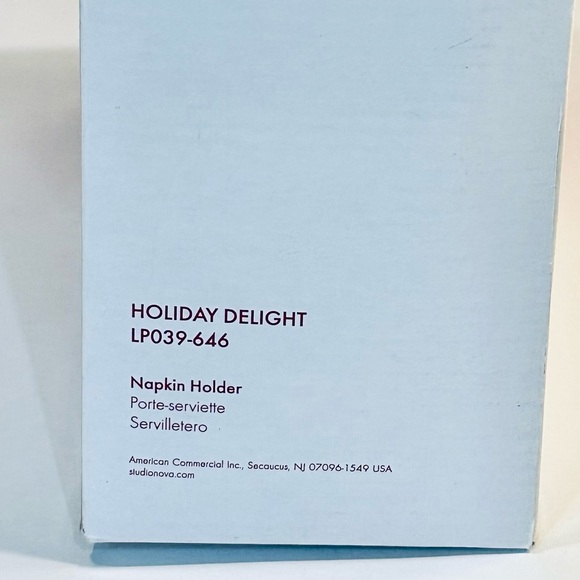 HOLIDAY DELIGHT
LP039-646
Napkin Holder
Porte-serviette
Servilletero
American Commercial Inc., Secaucus, NJ 07096-1549 USA
studionova.com